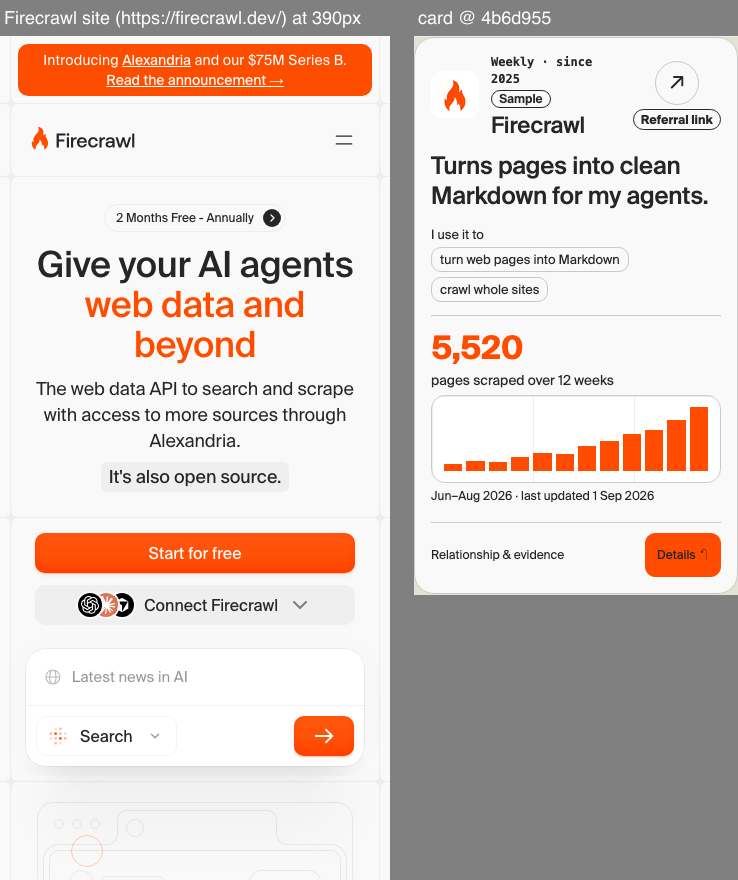 Firecrawl site (https://firecrawl.dev/) at 390px
Introducing Alexandria and our $75M Series B.
Read the announcement →
Firecrawl
2 Months Free - Annually
Give your AI agents
web data and
beyond
The web data API to search and scrape
with access to more sources through
Alexandria.
It's also open source.
Start for free
Connect Firecrawl
Latest news in AI
Search
card @ 4b6d955
Weekly · since
2025
Sample
Firecrawl
Referral link
Turns pages into clean
Markdown for my agents.
I use it to
turn web pages into Markdown
crawl whole sites
5,520
pages scraped over 12 weeks
Jun–Aug 2026 · last updated 1 Sep 2026
Relationship & evidence
Details